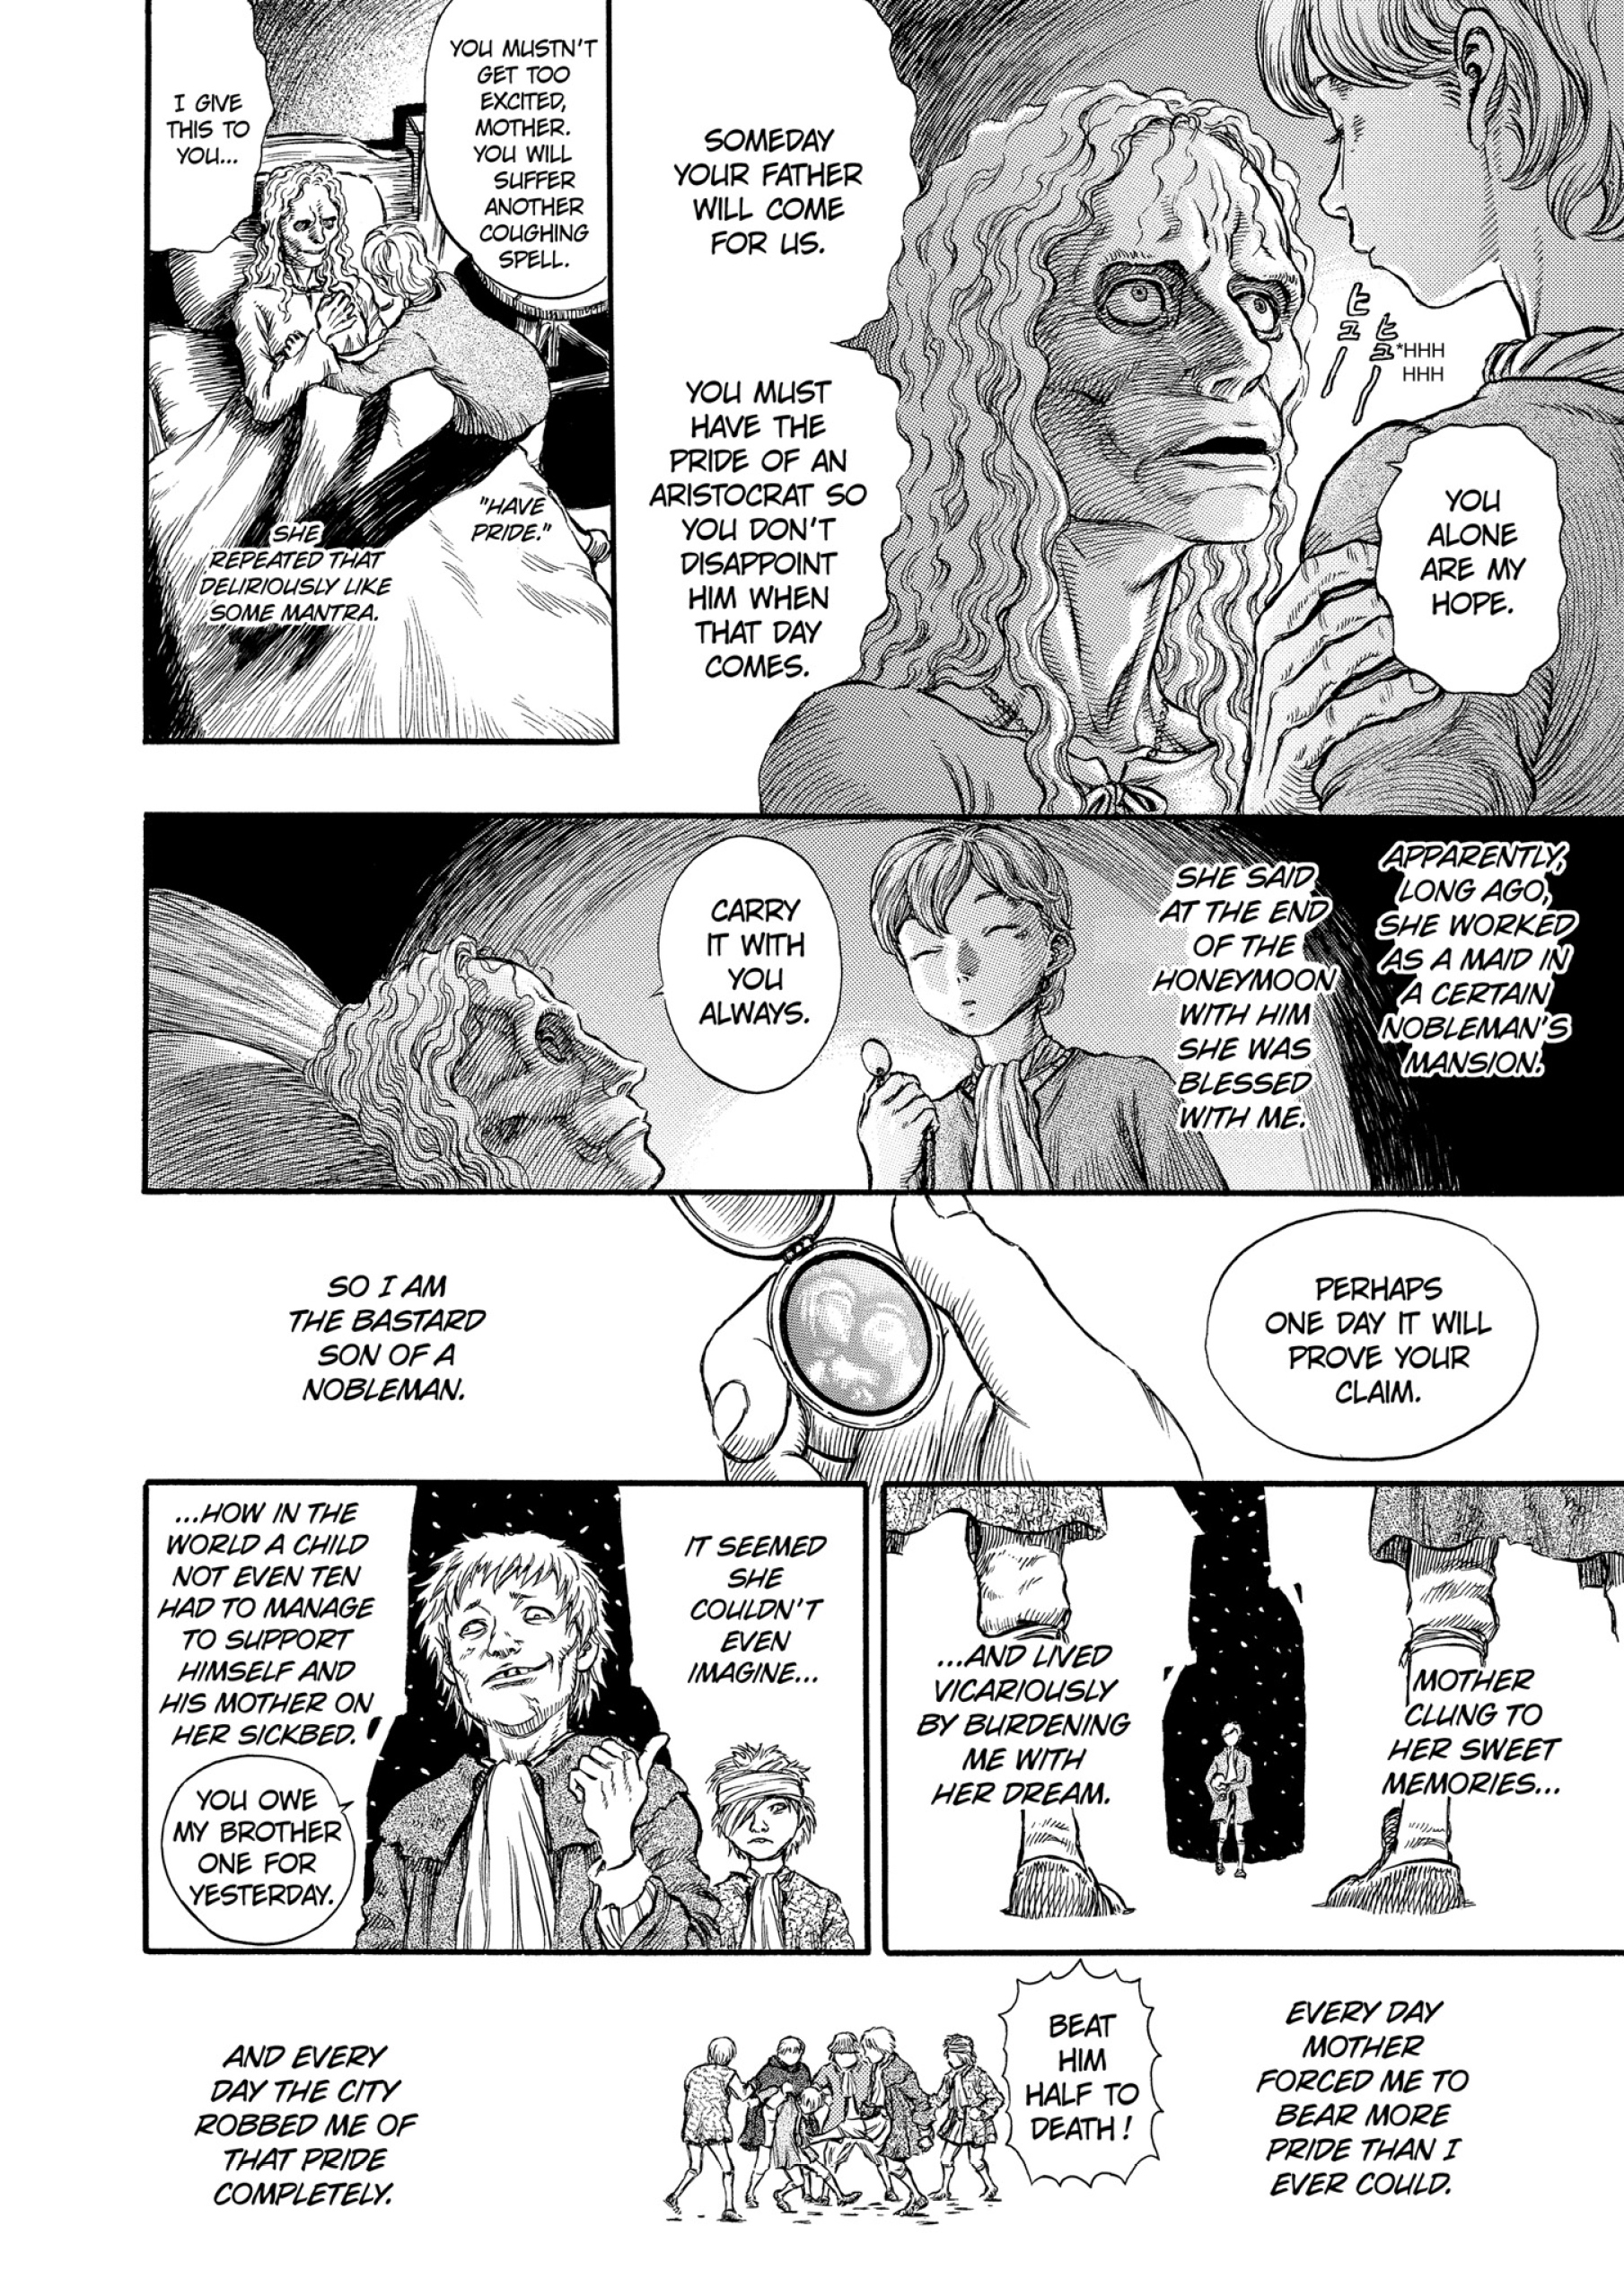 YOU
ALONE
ARE MY
HOPE.
ヒュー
ヒュー
*HHH
HHH
SOMEDAY
YOUR FATHER
WILL COME
FOR US.
YOU MUST
HAVE THE
PRIDE OF AN
ARISTOCRAT SO
YOU DON'T
DISAPPOINT
HIM WHEN
THAT DAY
COMES.
YOU MUSTN'T
GET TOO
EXCITED,
MOTHER.
YOU WILL
SUFFER
ANOTHER
COUGHING
SPELL.
I GIVE
THIS TO
YOU...
"HAVE
PRIDE."
SHE
REPEATED THAT
DELIRIOUSLY LIKE
SOME MANTRA.
APPARENTLY,
LONG AGO,
SHE WORKED
AS A MAID IN
A CERTAIN
NOBLEMAN'S
MANSION.
SHE SAID
AT THE END
OF THE
HONEYMOON
WITH HIM
SHE WAS
BLESSED
WITH ME.
CARRY
IT WITH
YOU
ALWAYS.
PERHAPS
ONE DAY IT WILL
PROVE YOUR
CLAIM.
SO I AM
THE BASTARD
SON OF A
NOBLEMAN.
MOTHER
CLUNG TO
HER SWEET
MEMORIES...
...AND LIVED
VICARIOUSLY
BY BURDENING
ME WITH
HER DREAM.
IT SEEMED
SHE
COULDN'T
EVEN
IMAGINE...
...HOW IN THE
WORLD A CHILD
NOT EVEN TEN
HAD TO MANAGE
TO SUPPORT
HIMSELF AND
HIS MOTHER ON
HER SICKBED.
YOU OWE
MY BROTHER
ONE FOR
YESTERDAY.
EVERY DAY
MOTHER
FORCED ME TO
BEAR MORE
PRIDE THAN I
EVER COULD.
BEAT
HIM
HALF TO
DEATH!
AND EVERY
DAY THE CITY
ROBBED ME OF
THAT PRIDE
COMPLETELY.